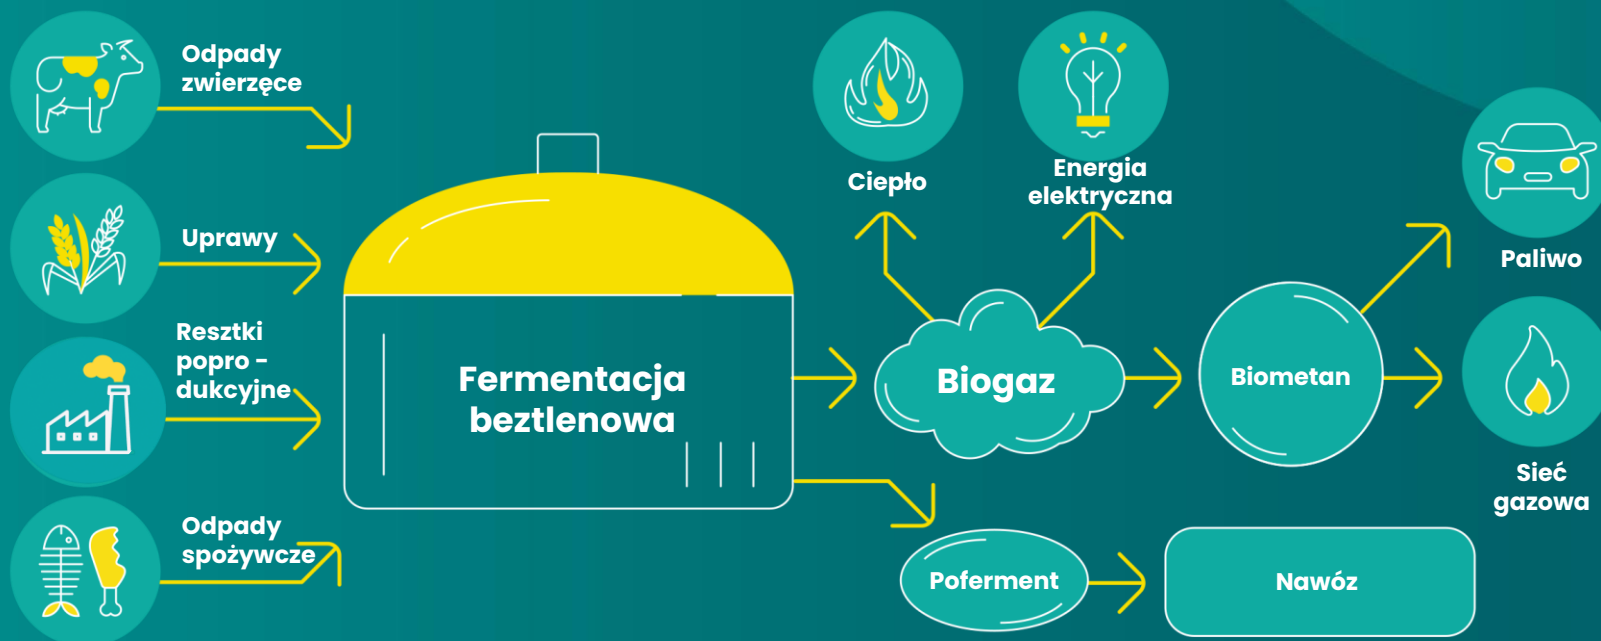 Odpady
zwierzęce
Uprawy
Resztki
popro -
dukcyjne
Odpady
spożywcze
Fermentacja
beztlenowa
Ciepło
Energia
elektryczna
Biogaz
Biometan
Paliwo
Sieć
gazowa
Poferment
Nawóz